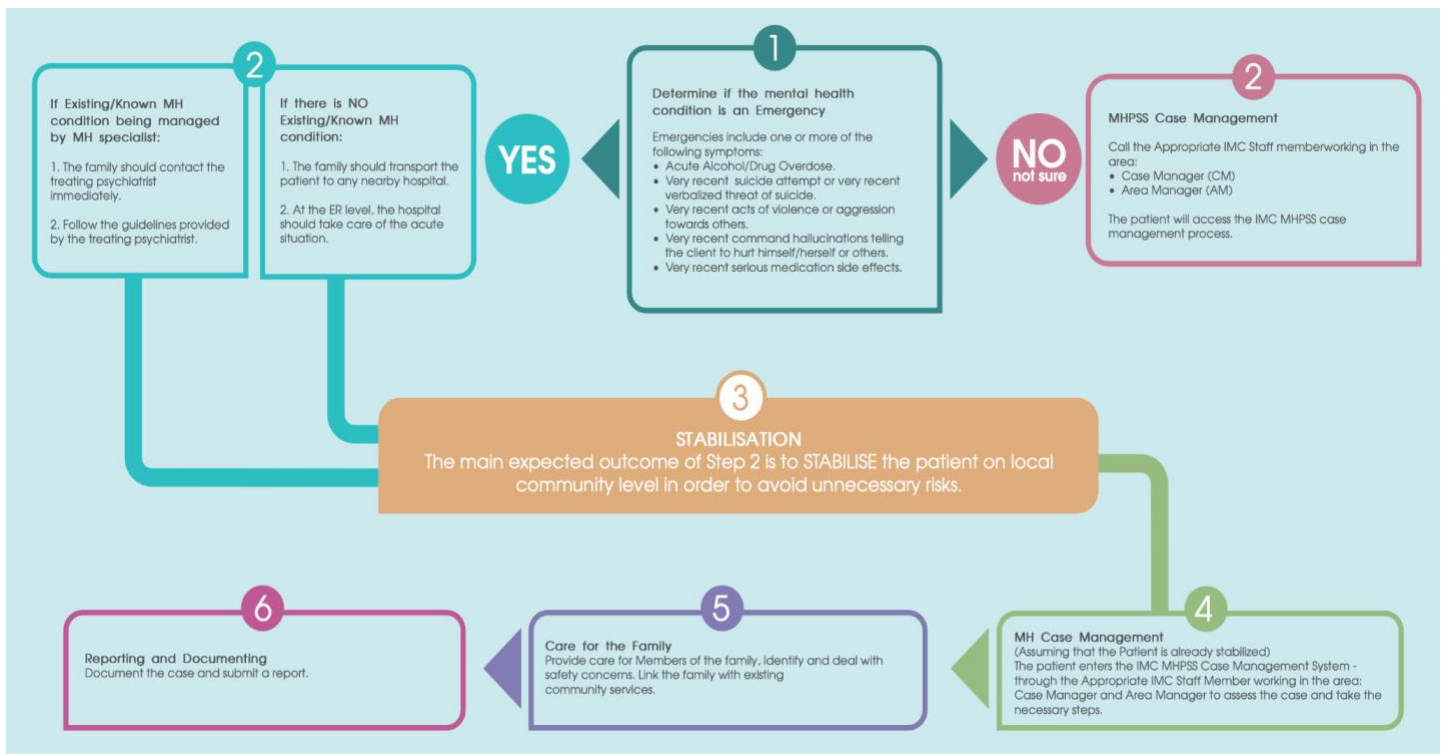 1
Determine if the mental health
condition is an Emergency
Emergencies include one or more of the
following symptoms:
• Acute Alcohol/Drug Overdose.
• Very recent suicide attempt or very recent
verbalized threat of suicide.
• Very recent acts of violence or aggression
towards others.
• Very recent command hallucinations telling
the client to hurt himself/herself or others.
• Very recent serious medication side effects.
YES
2
If Existing/Known MH
condition being managed
by MH specialist:
1. The family should contact the
treating psychiatrist
immediately.
2. Follow the guidelines provided
by the treating psychiatrist.
If there is NO
Existing/Known MH
condition:
1. The family should transport the
patient to any nearby hospital.
2. At the ER level, the hospital
should take care of the acute
situation.
NO
not sure
2
MHPSS Case Management
Call the Appropriate IMC Staff memberworking in the
area:
• Case Manager (CM)
• Area Manager (AM)
The patient will access the IMC MHPSS case
management process.
3
STABILISATION
The main expected outcome of Step 2 is to STABILISE the patient on local
community level in order to avoid unnecessary risks.
4
MH Case Management
(Assuming that the Patient is already stabilized)
The patient enters the IMC MHPSS Case Management System -
through the Appropriate IMC Staff Member working in the area:
Case Manager and Area Manager to assess the case and take the
necessary steps.
5
Care for the Family
Provide care for Members of the family, Identify and deal with
safety concerns. Link the family with existing
community services.
6
Reporting and Documenting
Document the case and submit a report.